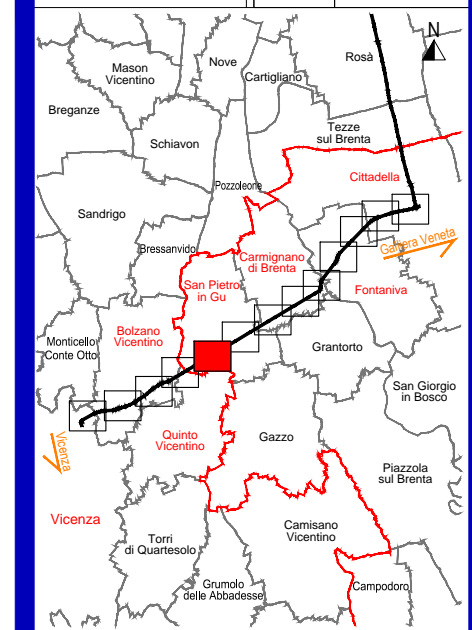 N
Nove
Rosà
Mason
Vicentino
Cartigliano
Breganze
Tezze
sul Brenta
Schiavon
Cittadella
Pozzoleone
Sandrigo
Bressanvido
Galliera Veneta
Carmignano
di Brenta
San Pietro
in Gu
Fontaniva
Bolzano
Vicentino
Monticello
Conte Otto
Grantorto
San Giorgio
in Bosco
Vicenza
Quinto
Vicentino
Gazzo
Piazzola
sul Brenta
Vicenza
Camisano
Vicentino
Torri
di Quartesolo
Grumolo
delle Abbadesse
Campodoro